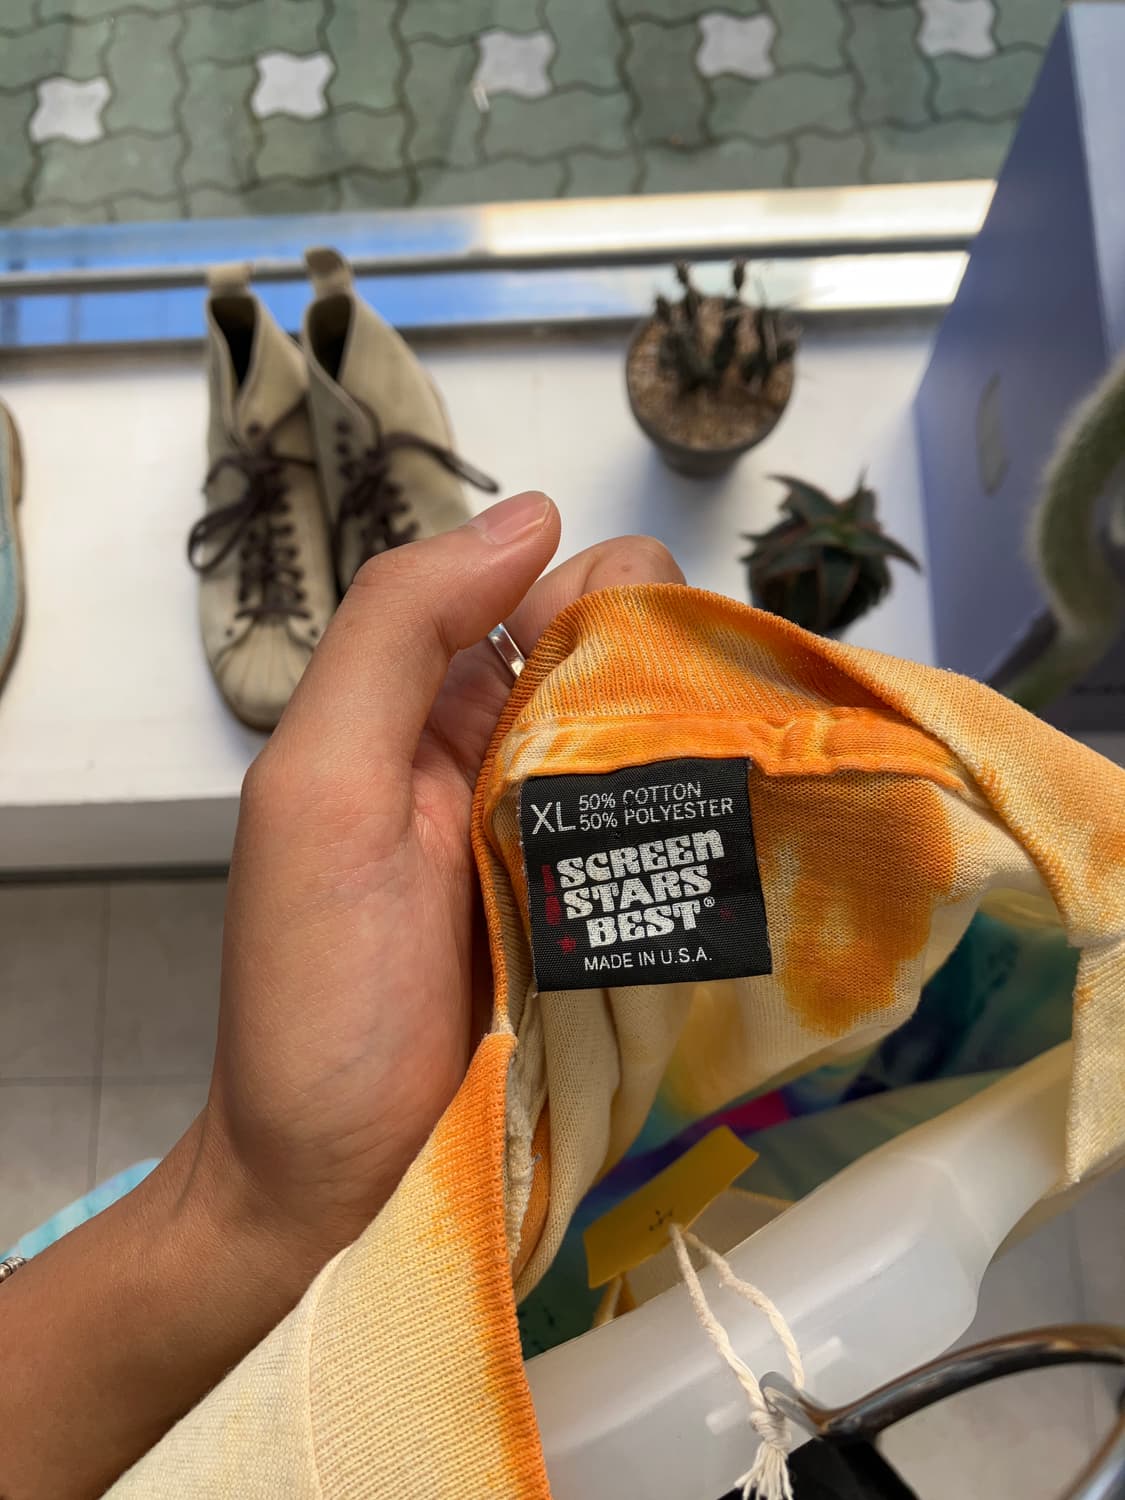 XL 50% COTTON
50% POLYESTER
SCREEN
STARS
BEST®
MADE IN U.S.A.